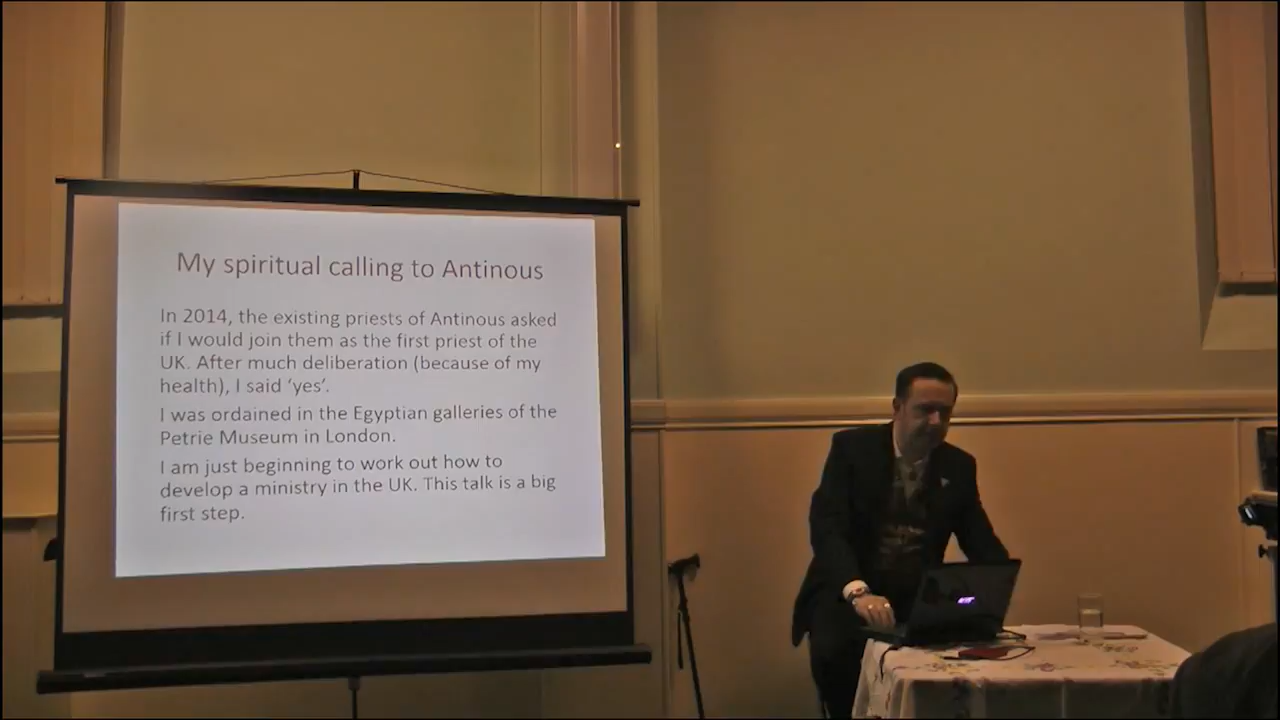 My spiritual calling to Antinous
In 2014, the existing priests of Antinous asked
if I would join them as the first priest of the
UK. After much deliberation (because of my
health), I said ‘yes’.
I was ordained in the Egyptian galleries of the
Petrie Museum in London.
I am just beginning to work out how to
develop a ministry in the UK. This talk is a big
first step.